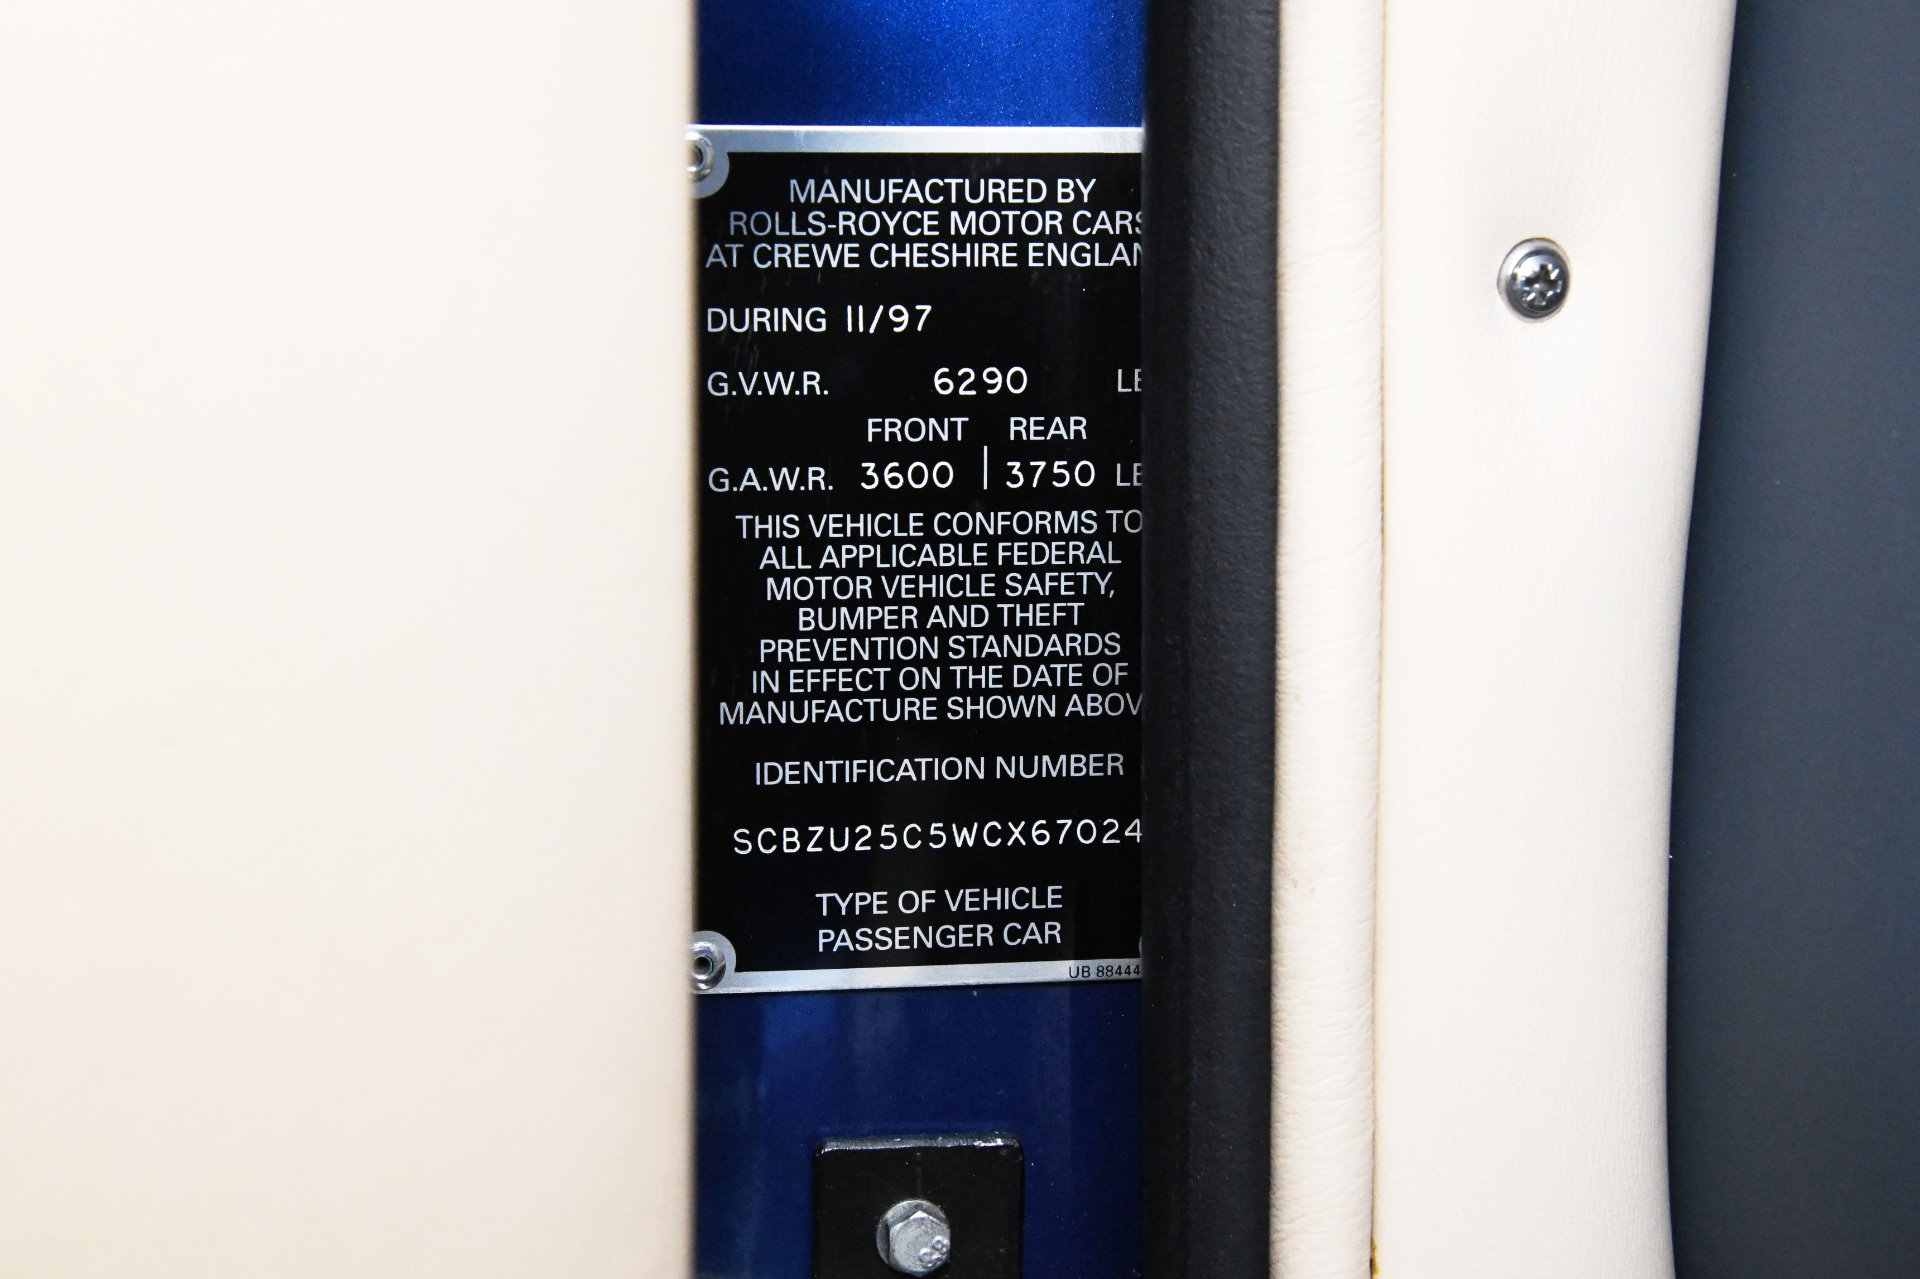 MANUFACTURED BY
ROLLS-ROYCE MOTOR CARS
AT CREWE CHESHIRE ENGLAN
DURING 11/97
G.V.W.R. 6290 LB
FRONT REAR
G.A.W.R. 3600 | 3750 LB
THIS VEHICLE CONFORMS TO
ALL APPLICABLE FEDERAL
MOTOR VEHICLE SAFETY,
BUMPER AND THEFT
PREVENTION STANDARDS
IN EFFECT ON THE DATE OF
MANUFACTURE SHOWN ABOV
IDENTIFICATION NUMBER
SCBZU25C5WCX67024
TYPE OF VEHICLE
PASSENGER CAR
UB 88444